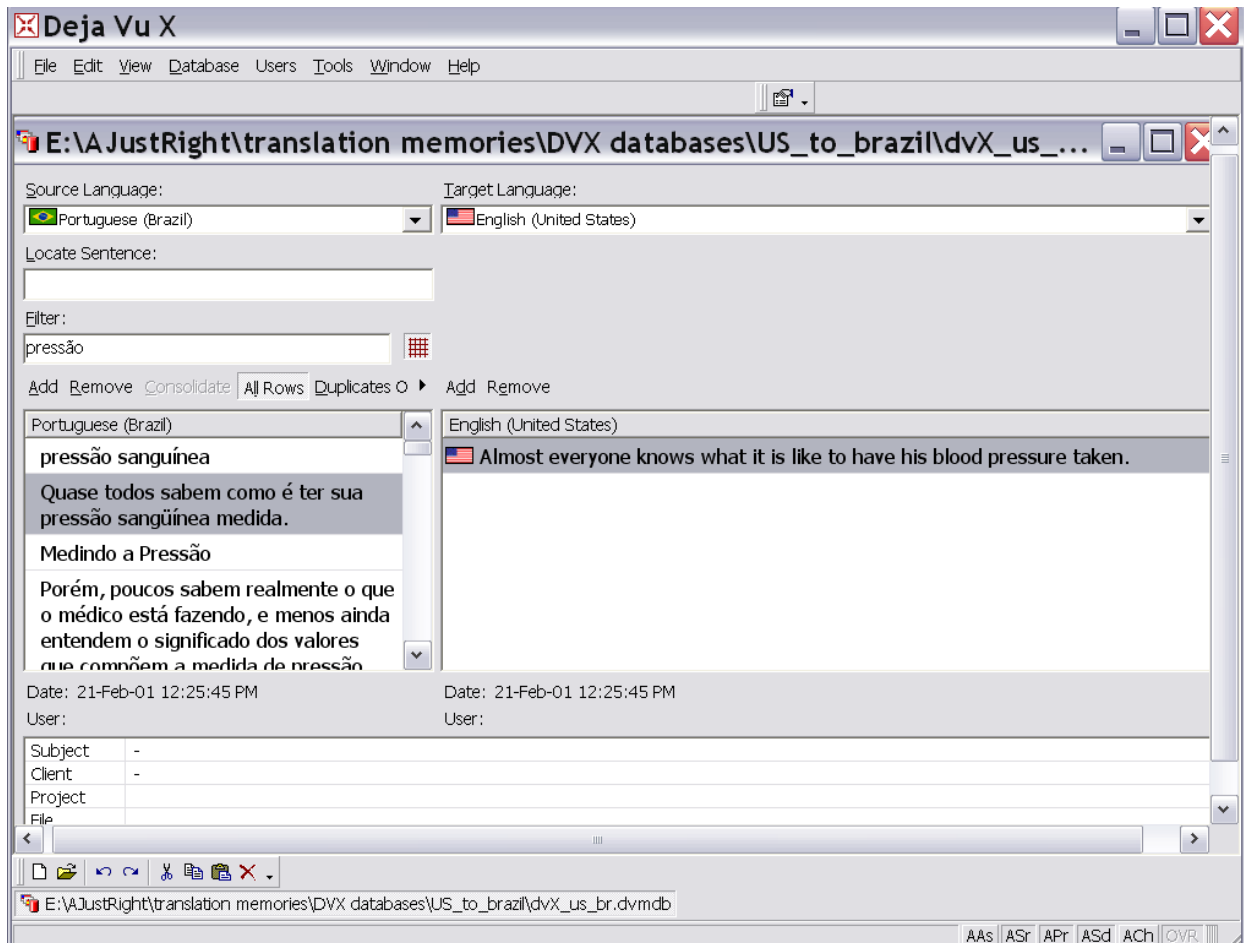 Deja Vu X
File Edit View Database Users Tools Window Help
E:\AJustRight\translation memories\DVX databases\US_to_brazil\dvX_us_...
Source Language:
Target Language:
Portuguese (Brazil)
English (United States)
Locate Sentence:
Filter:
pressão
Add Remove Consolidate All Rows Duplicates O
Add Remove
Portuguese (Brazil)
English (United States)
pressão sanguínea
Almost everyone knows what it is like to have his blood pressure taken.
Quase todos sabem como é ter sua
pressão sangüínea medida.
Medindo a Pressão
Porém, poucos sabem realmente o que
o médico está fazendo, e menos ainda
entendem o significado dos valores
que compõem a medida de pressão
Date: 21-Feb-01 12:25:45 PM
Date: 21-Feb-01 12:25:45 PM
User:
User:
Subject -
Client -
Project
File
E:\AJustRight\translation memories\DVX databases\US_to_brazil\dvX_us_br.dvmdb
AAs ASr APr ASd ACh OVR